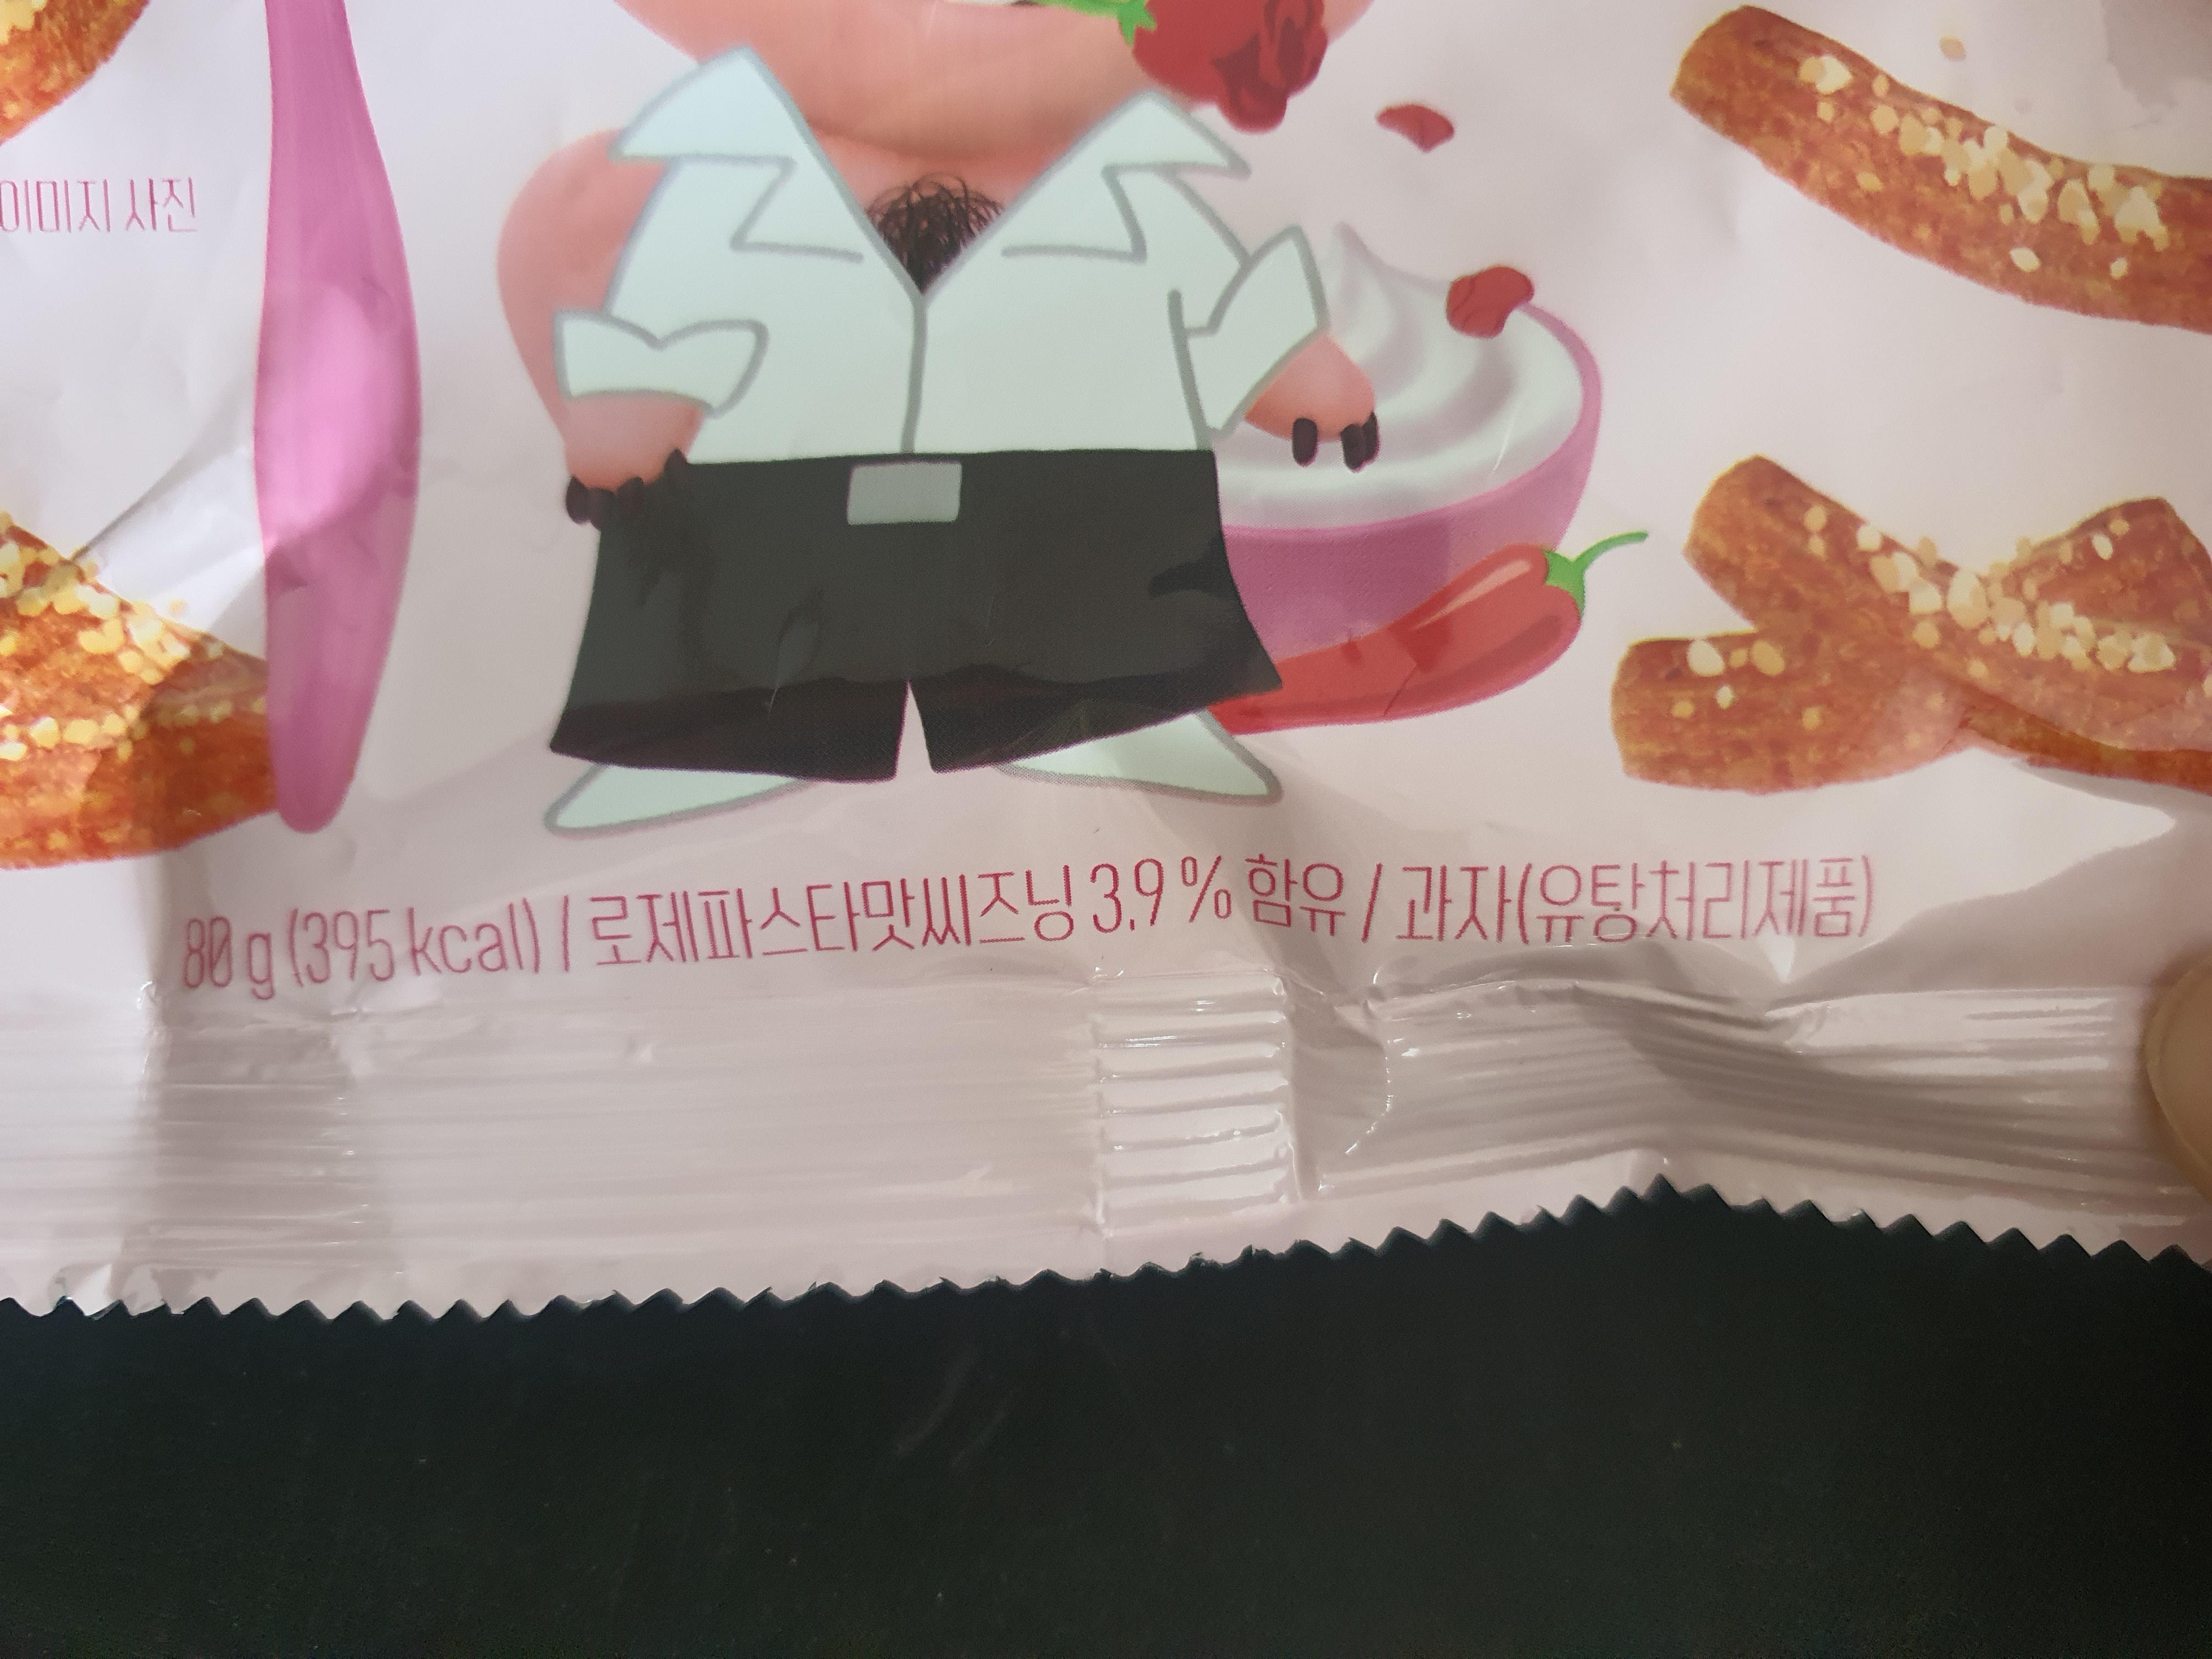 이미지 사진
80 g (395 kcal) / 로제파스타맛씨즈닝 3.9 % 함유 / 과자(유탕처리제품)